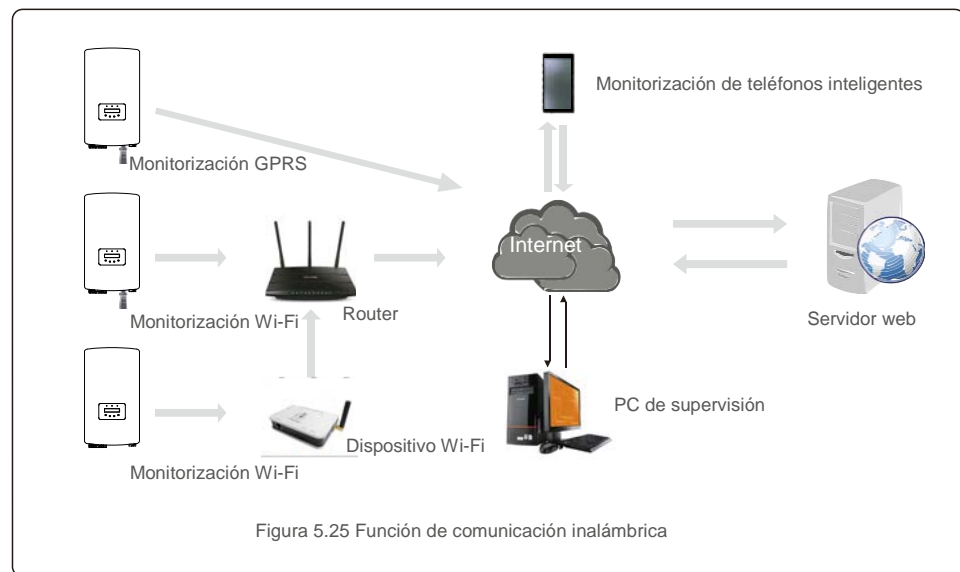 Monitorización de teléfonos inteligentes
Monitorización GPRS
Internet
Monitorización Wi-Fi
Router
Servidor web
PC de supervisión
Dispositivo Wi-Fi
Monitorización Wi-Fi
Figura 5.25 Función de comunicación inalámbrica